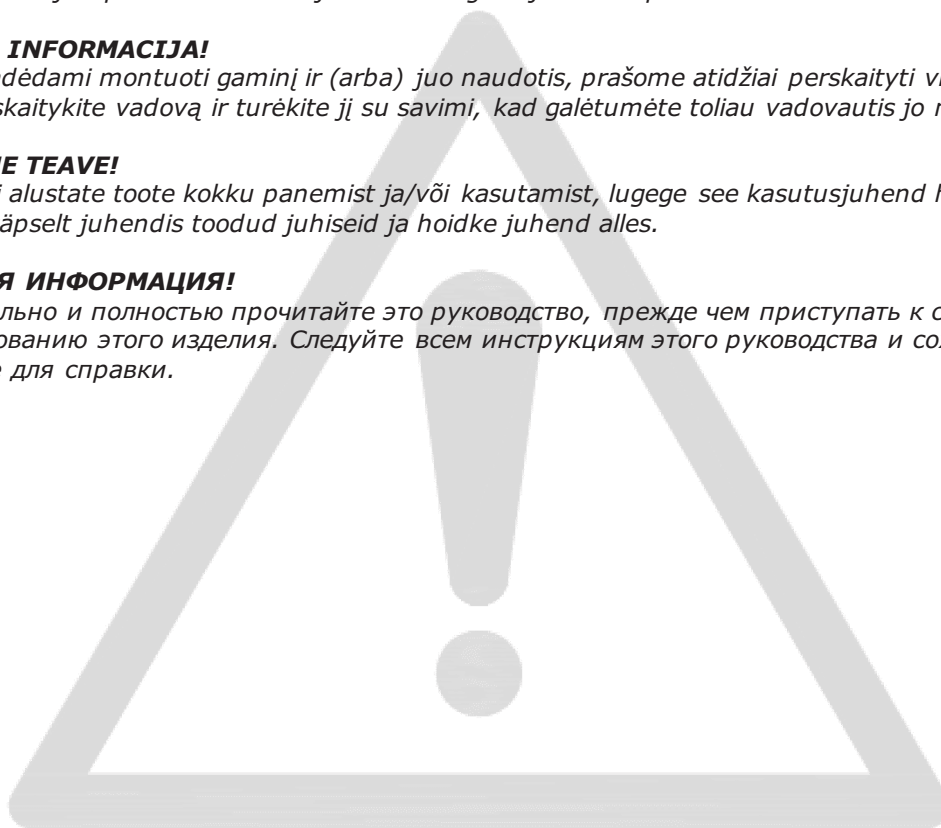 INFORMACIJA!
dėdami montuoti gaminį ir (arba) juo naudotis, prašome atidžiai perskaityti
skaitykite vadovą ir turėkite jį su savimi, kad galėtumėte toliau vadovautis jo
E TEAVE!
alustate toote kokku panemist ja/või kasutamist, lugege see kasutusjuhend
äpselt juhendis toodud juhiseid ja hoidke juhend alles.
Я ИНФОРМАЦИЯ!
льно и полностью прочитайте это руководство, прежде чем приступать к
ованию этого изделия. Следуйте всем инструкциям этого руководства и
для справки.